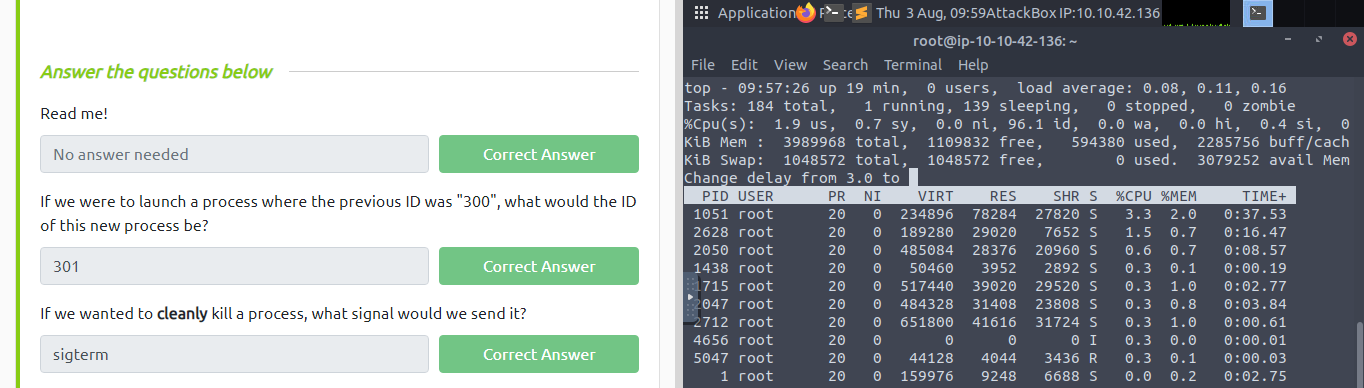 Answer the questions below
Read me!
No answer needed
Correct Answer
If we were to launch a process where the previous ID was "300", what would the ID
of this new process be?
301
Correct Answer
If we wanted to cleanly kill a process, what signal would we send it?
sigterm
Correct Answer
Application
Thu 3 Aug, 09:59 AttackBox IP:10.10.42.136
root@ip-10-10-42-136: ~
File Edit View Search Terminal Help
top - 09:57:26 up 19 min,  0 users,  load average: 0.08, 0.11, 0.16
Tasks: 184 total,   1 running, 139 sleeping,   0 stopped,   0 zombie
%Cpu(s):  1.9 us,  0.7 sy,  0.0 ni, 96.1 id,  0.0 wa,  0.0 hi,  0.4 si,  0
KiB Mem :  3989968 total,  1109832 free,   594380 used,  2285756 buff/cach
KiB Swap:  1048572 total,  1048572 free,        0 used.  3079252 avail Mem
Change delay from 3.0 to
PID USER PR NI VIRT RES SHR S %CPU %MEM TIME+
1051 root 20 0 234896 78284 27820 S 3.3 2.0 0:37.53
2628 root 20 0 189280 29020 7652 S 1.5 0.7 0:16.47
2050 root 20 0 485084 28376 20960 S 0.6 0.7 0:08.57
1438 root 20 0 50460 3952 2892 S 0.3 0.1 0:00.19
1715 root 20 0 517440 39020 29520 S 0.3 1.0 0:02.77
2047 root 20 0 484328 31408 23808 S 0.3 0.8 0:03.84
2712 root 20 0 651800 41616 31724 S 0.3 1.0 0:00.61
4656 root 20 0 0 0 0 I 0.3 0.0 0:00.01
5047 root 20 0 44128 4044 3436 R 0.3 0.1 0:00.03
1 root 20 0 159976 9248 6688 S 0.0 0.2 0:02.75